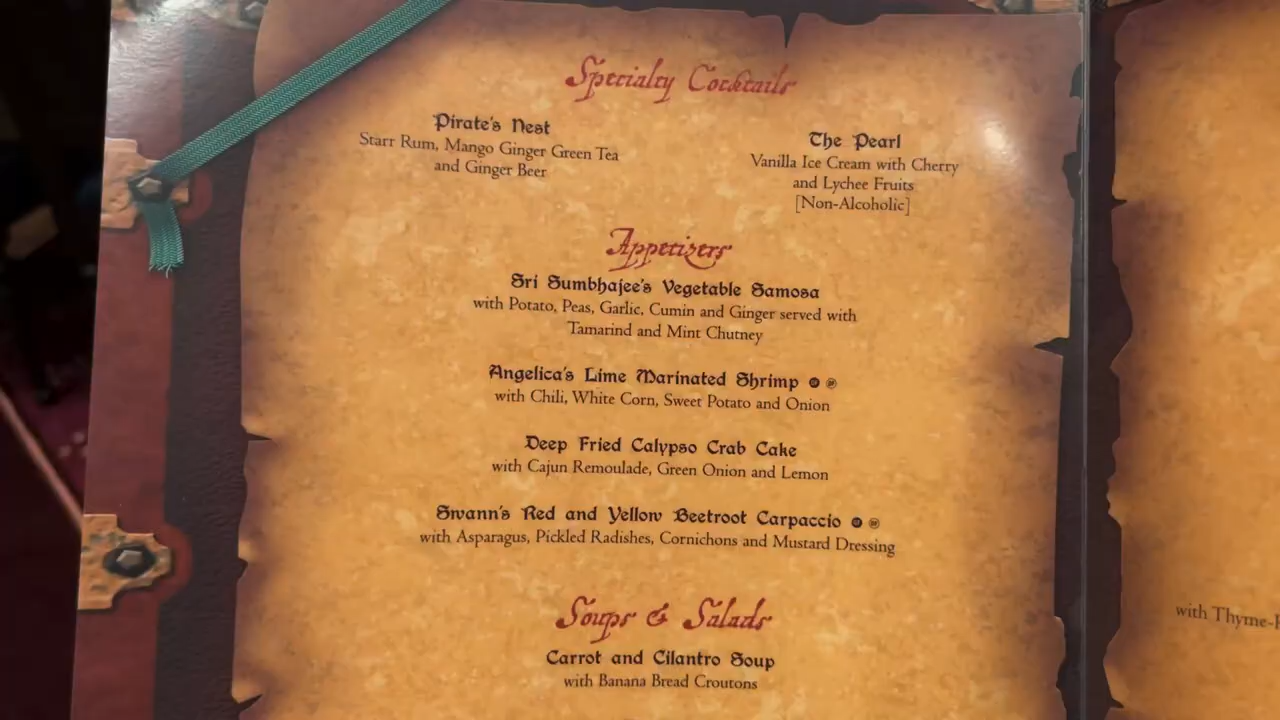 Specialty Cocktails
Pirate's Nest
Starr Rum, Mango Ginger Green Tea
and Ginger Beer
The Pearl
Vanilla Ice Cream with Cherry
and Lychee Fruits
[Non-Alcoholic]
Appetizers
Sri Sumbhajee's Vegetable Samosa
with Potato, Peas, Garlic, Cumin and Ginger served with
Tamarind and Mint Chutney
Angelica's Lime Marinated Shrimp
with Chili, White Corn, Sweet Potato and Onion
Deep Fried Calypso Crab Cake
with Cajun Remoulade, Green Onion and Lemon
Swann's Red and Yellow Beetroot Carpaccio
with Asparagus, Pickled Radishes, Cornichons and Mustard Dressing
Soups & Salads
Carrot and Cilantro Soup
with Banana Bread Croutons
with Thyme-